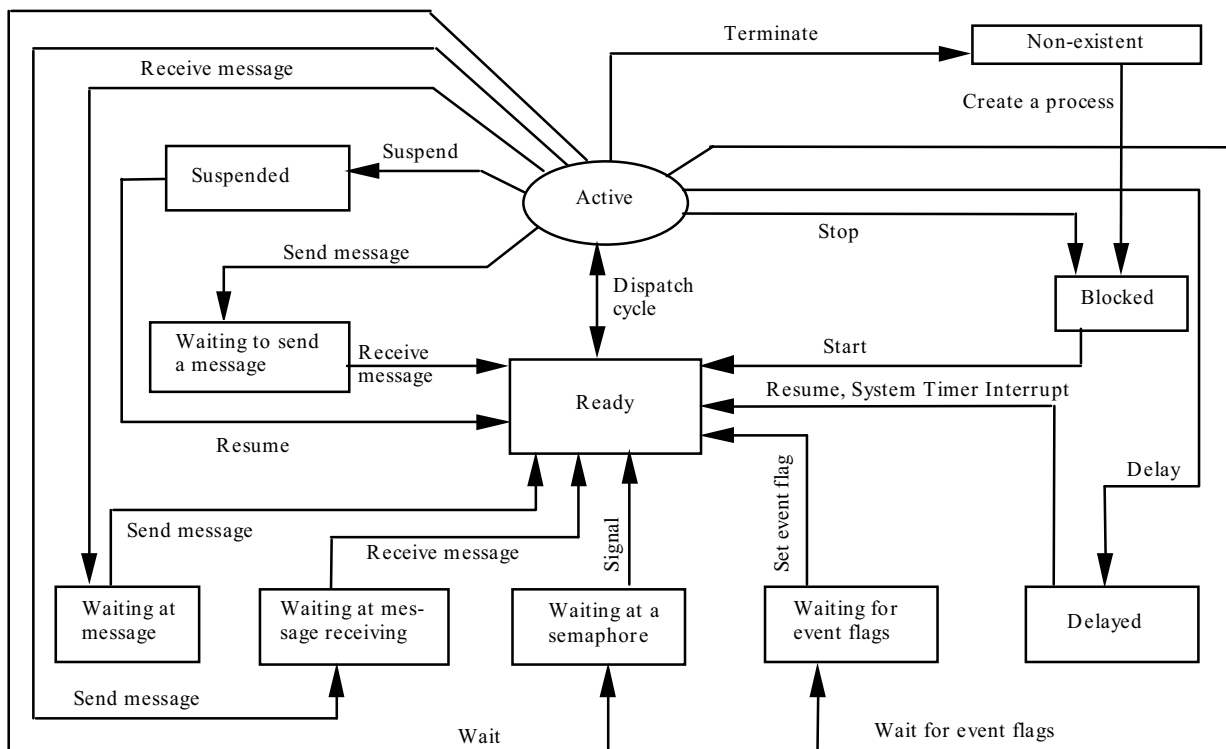 Terminate
Non-existent
Receive message
Create a process
Suspend
Suspended
Active
Stop
Send message
Dispatch
cycle
Blocked
Waiting to send
a message
Receive
message
Start
Ready
Resume, System Timer Interrupt
Resume
Delay
Send message
Receive message
Signal
Set event flag
Waiting at
message
Waiting at mes-
sage receiving
Waiting at a
semaphore
Waiting for
event flags
Delayed
Send message
Wait
Wait for event flags